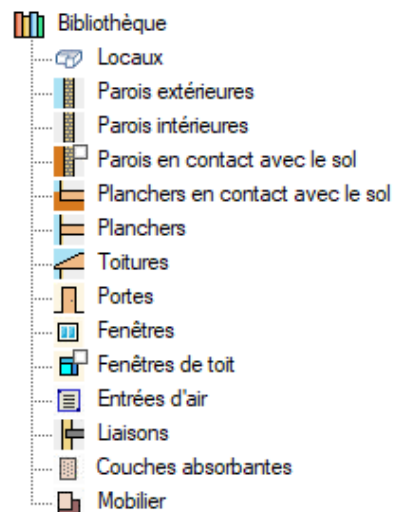 Bibliothèque
Locaux
Parois extérieures
Parois intérieures
Parois en contact avec le sol
Planchers en contact avec le sol
Planchers
Toitures
Portes
Fenêtres
Fenêtres de toit
Entrées d'air
Liaisons
Couches absorbantes
Mobilier